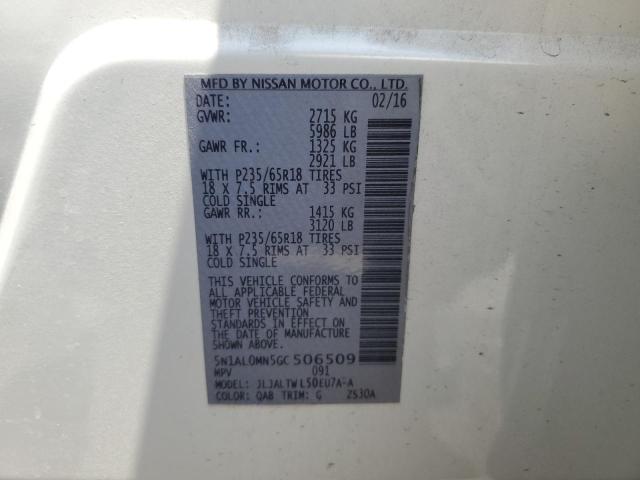 MFD BY NISSAN MOTOR CO., LTD.
DATE: 02/16
GVWR: 2715 KG
5986 LB
GAWR FR.: 1325 KG
2921 LB
WITH P235/65R18 TIRES
18 X 7.5 RIMS AT 33 PSI
COLD SINGLE
GAWR RR.: 1415 KG
3120 LB
WITH P235/65R18 TIRES
18 X 7.5 RIMS AT 33 PSI
COLD SINGLE
THIS VEHICLE CONFORMS TO
ALL APPLICABLE FEDERAL
MOTOR VEHICLE SAFETY AND
THEFT PREVENTION
STANDARDS IN EFFECT ON THE
DATE OF MANUFACTURE
SHOWN ABOVE.
5N1AL0MN5GC506509
MPV 091
MODEL: JLJALTWL50EU7A-A
COLOR: QAB TRIM: G 2S30A